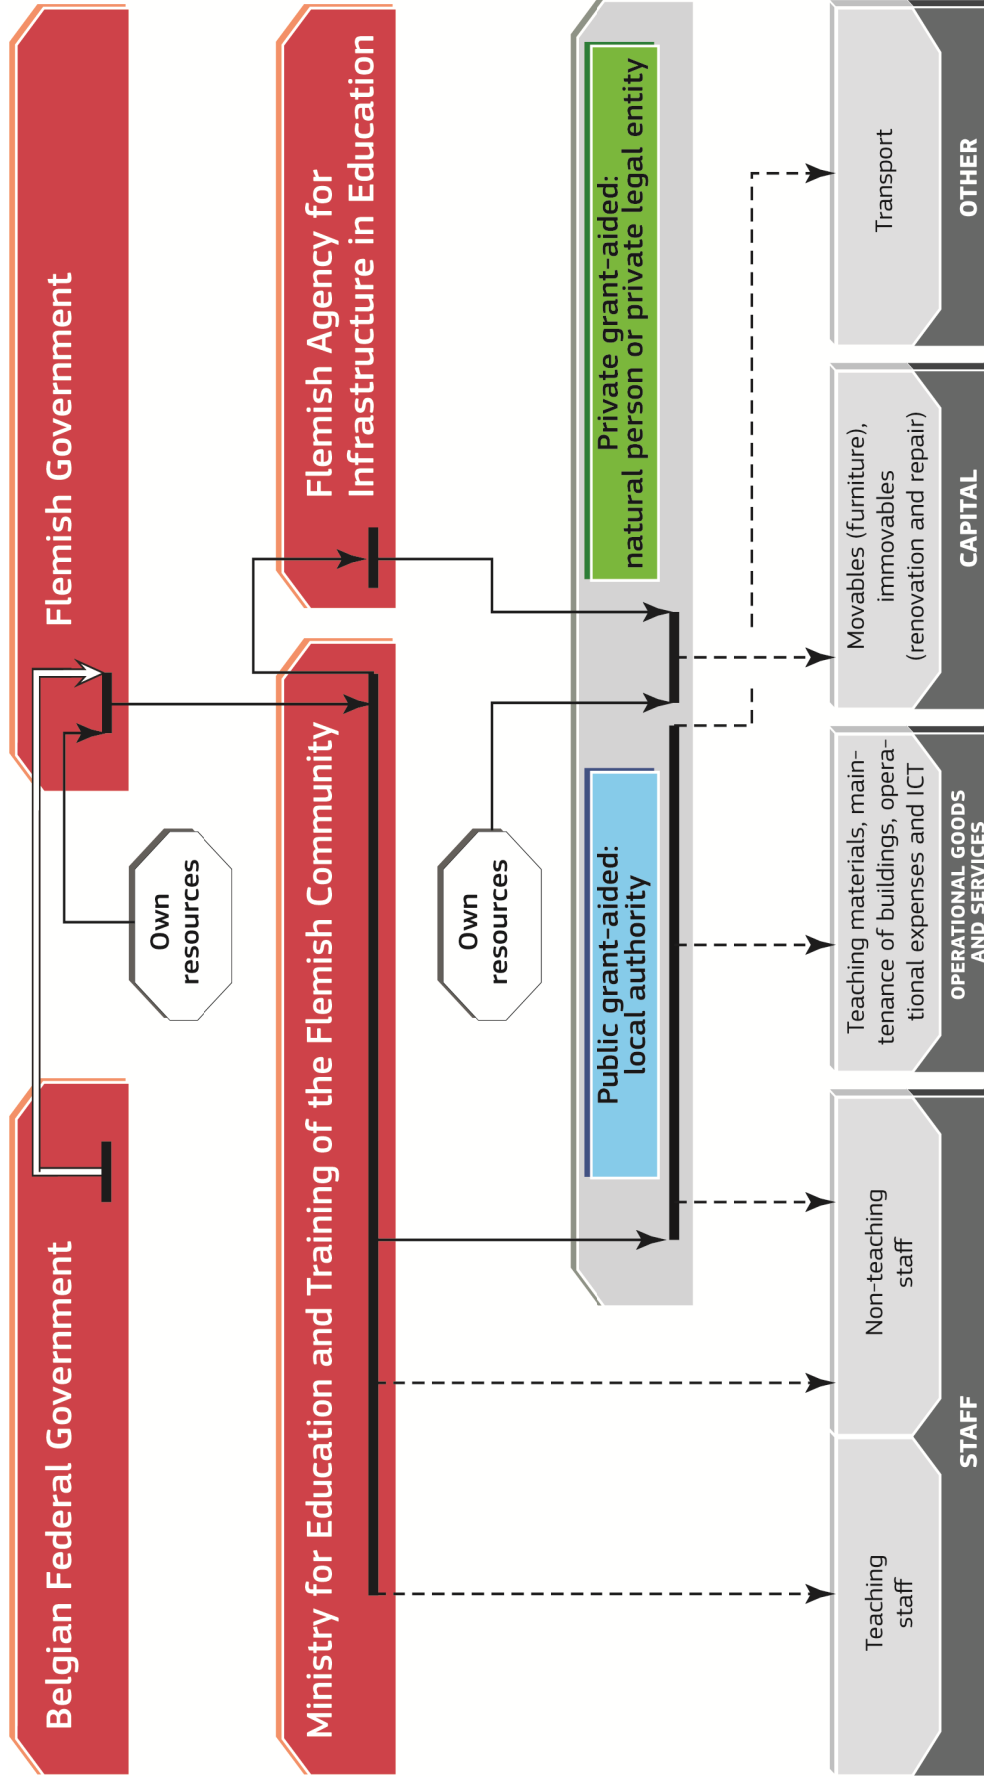 Belgian Federal Government
Flemish Government
Own
resources
Ministry for Education and Training of the Flemish Community
Flemish Agency for
Infrastructure in Education
Own
resources
Public grant-aided:
local authority
Private grant-aided:
natural person or private legal entity
Teaching
staff
Non-teaching
staff
Teaching materials, main-
tenance of buildings, opera-
tional expenses and ICT
Movables (furniture),
immovables
(renovation and repair)
Transport
STAFF
OPERATIONAL GOODS
AND SERVICES
CAPITAL
OTHER